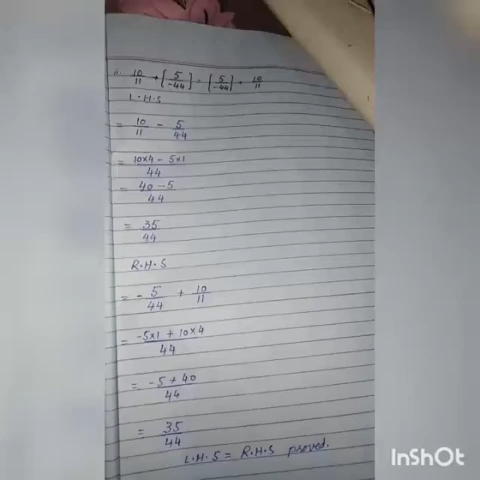 ii. 10/11 + [5/-44] = [5/-44] + 10/11
L.H.S
= 10/11 - 5/44
= 10×4 - 5×1/44
= 40-5/44
= 35/44
R.H.S
= -5/44 + 10/11
= -5×1 + 10×4/44
= -5+40/44
= 35/44
L.H.S = R.H.S proved.
InShOt